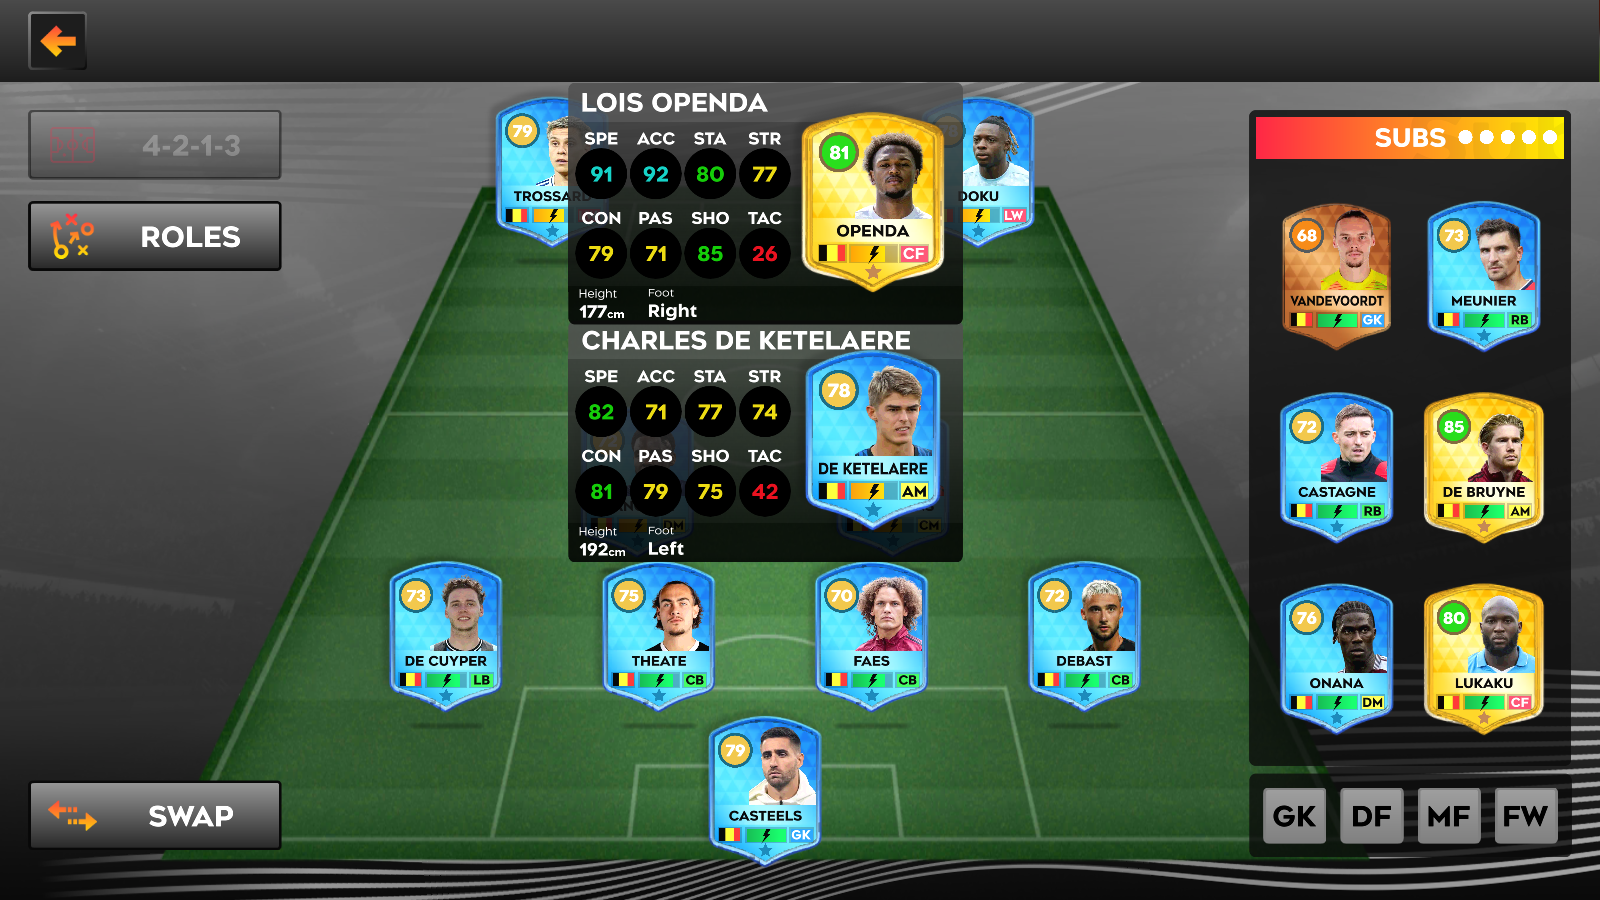 4-2-1-3
ROLES
SWAP
79
TROSSARD
DOKU
LW
LOIS OPENDA
SPE ACC STA STR
91 92 80 77
CON PAS SHO TAC
79 71 85 26
Height Foot
177cm Right
81
OPENDA
CF
CHARLES DE KETELAERE
SPE ACC STA STR
82 71 77 74
CON PAS SHO TAC
81 79 75 42
Height Foot
192cm Left
78
DE KETELAERE
AM
DM
CM
73
DE CUYPER
LB
75
THEATE
CB
70
FAES
CB
72
DEBAST
CB
79
CASTEELS
GK
SUBS
68
VANDEVOORDT
GK
73
MEUNIER
RB
72
CASTAGNE
RB
85
DE BRUYNE
AM
76
ONANA
DM
80
LUKAKU
CF
GK DF MF FW